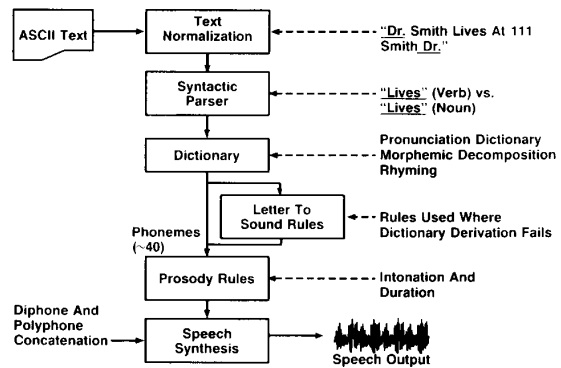 ASCII Text
Text
Normalization
"Dr. Smith Lives At 111
Smith Dr."
Syntactic
Parser
"Lives" (Verb) vs.
"Lives" (Noun)
Dictionary
Pronunciation Dictionary
Morphemic Decomposition
Rhyming
Letter To
Sound Rules
Rules Used Where
Dictionary Derivation Fails
Phonemes
(~40)
Prosody Rules
Intonation And
Duration
Diphone And
Polyphone
Concatenation
Speech
Synthesis
Speech Output